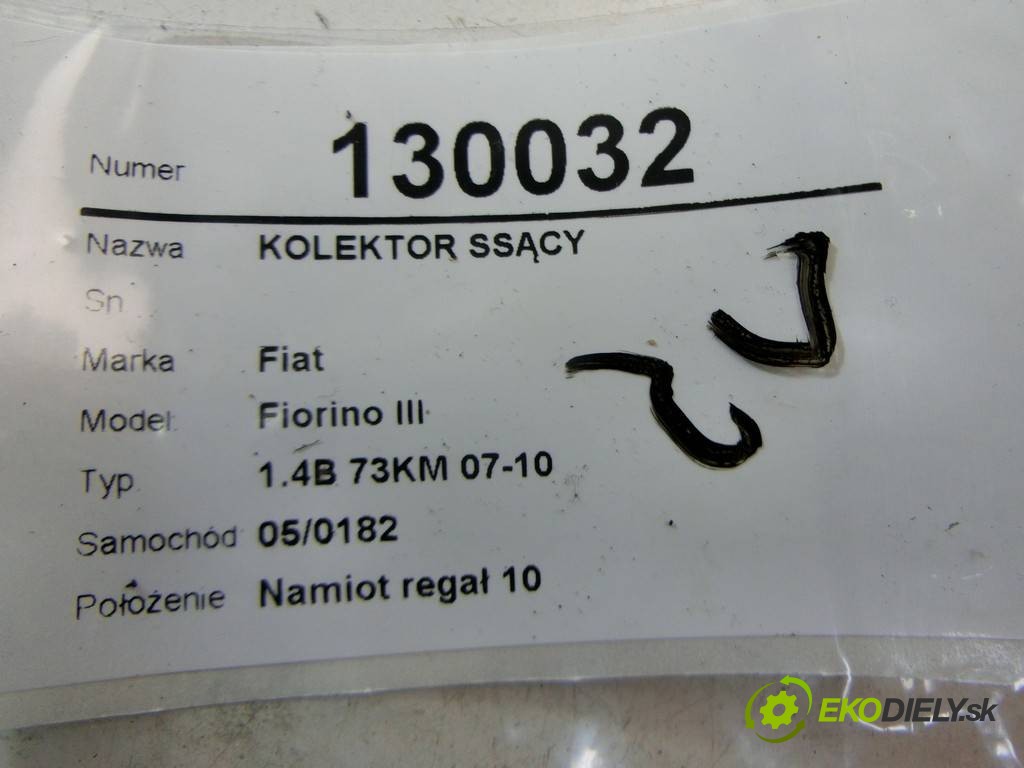 Numer 130032
Nazwa KOLEKTOR SSĄCY
Sn
Marka Fiat
Model Fiorino III
Typ 1.4B 73KM 07-10
Samochód 05/0182
Położenie Namiot regał 10
EKODIELY.sk